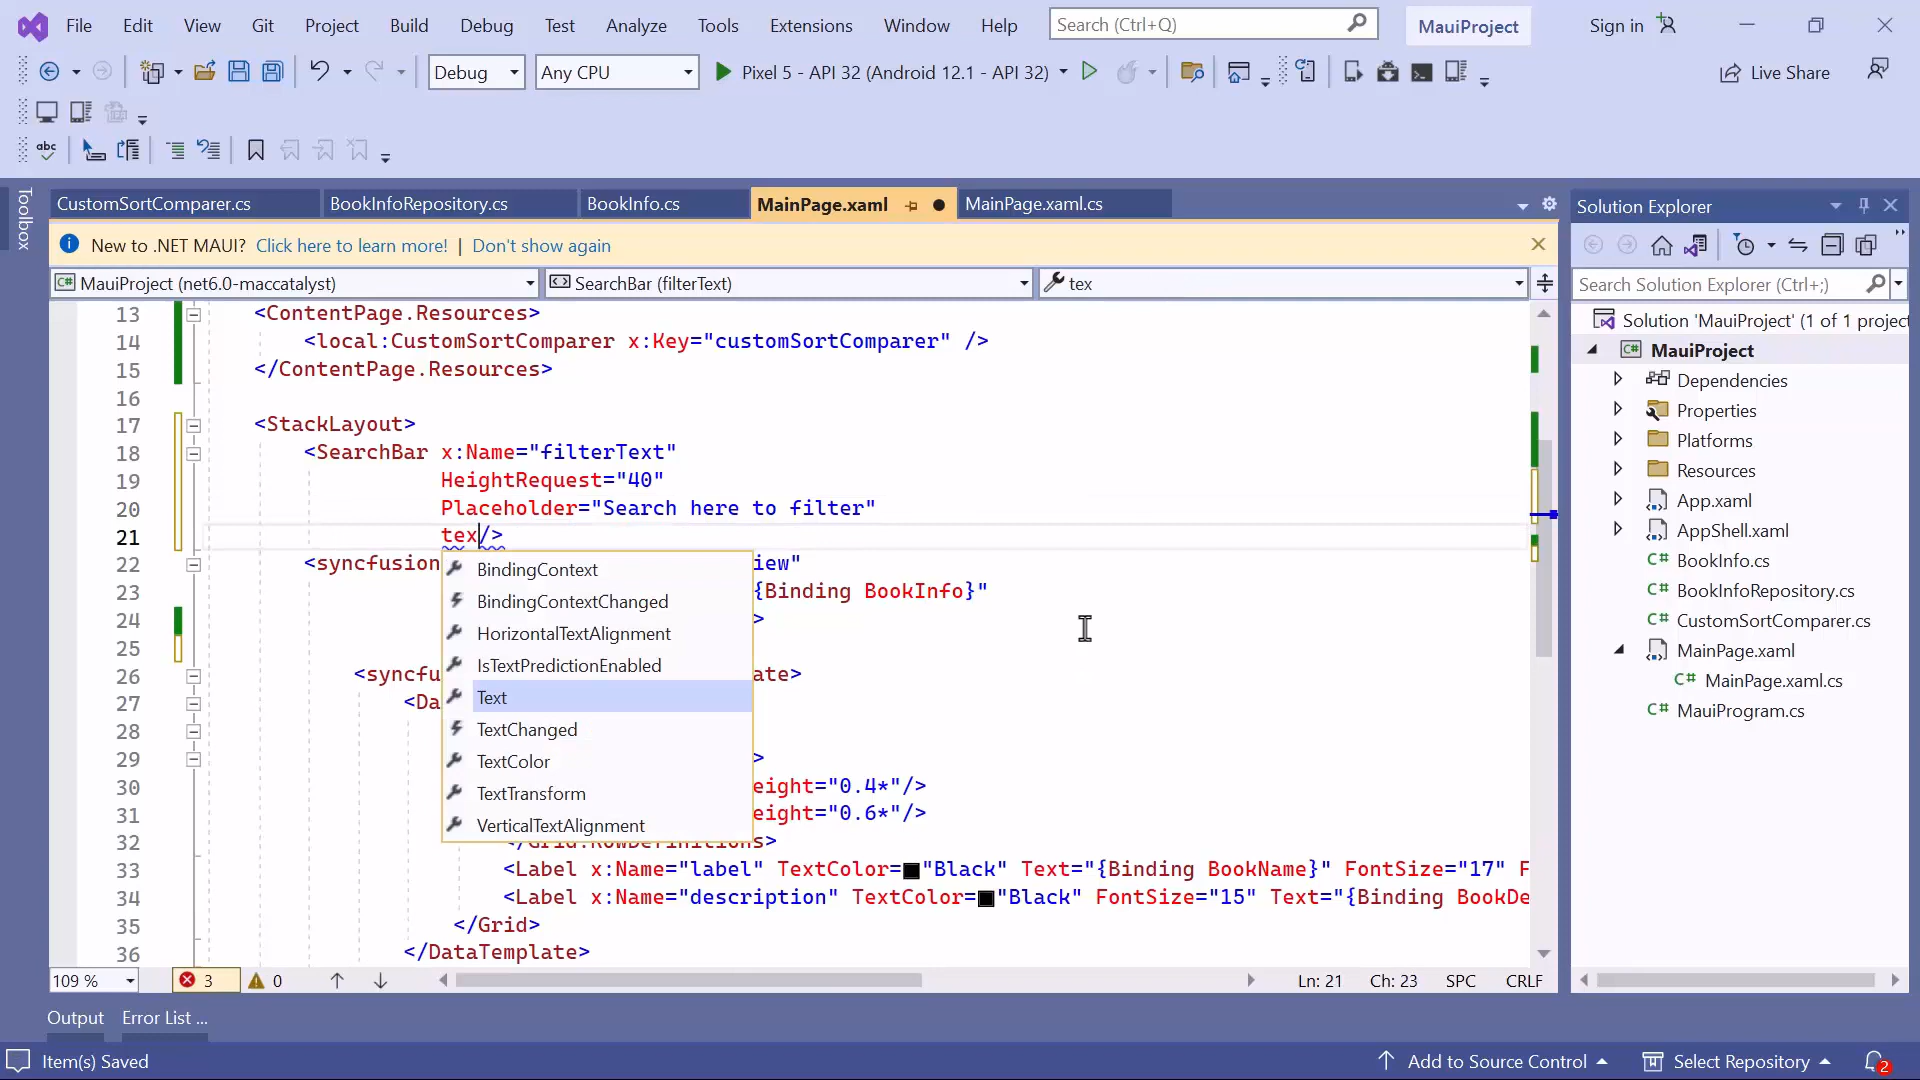 File Edit View Git Project Build Debug Test Analyze Tools Extensions Window Help Search (Ctrl+Q) MauiProject Sign in
Debug Any CPU Pixel 5 - API 32 (Android 12.1 - API 32) Live Share
abc
Toolbox
CustomSortComparer.cs BookInfoRepository.cs BookInfo.cs MainPage.xaml MainPage.xaml.cs
New to .NET MAUI? Click here to learn more! | Don't show again
MauiProject (net6.0-maccatalyst) SearchBar (filterText) tex
13 <ContentPage.Resources>
14 <local:CustomSortComparer x:Key="customSortComparer" />
15 </ContentPage.Resources>
16
17 <StackLayout>
18 <SearchBar x:Name="filterText"
19 HeightRequest="40"
20 Placeholder="Search here to filter"
21 tex/>
22 <syncfusion iew"
23 {Binding BookInfo}"
24 >
25
26 <syncfu ate>
27 <Da
28
29 >
30 eight="0.4*"/>
31 eight="0.6*"/>
32 </Grid.RowDefinitions>
33 <Label x:Name="label" TextColor="Black" Text="{Binding BookName}" FontSize="17" F
34 <Label x:Name="description" TextColor="Black" FontSize="15" Text="{Binding BookDe
35 </Grid>
36 </DataTemplate>
BindingContext
BindingContextChanged
HorizontalTextAlignment
IsTextPredictionEnabled
Text
TextChanged
TextColor
TextTransform
VerticalTextAlignment
109 % 3 0 Ln: 21 Ch: 23 SPC CRLF
Solution Explorer
Search Solution Explorer (Ctrl+;)
Solution 'MauiProject' (1 of 1 project
MauiProject
Dependencies
Properties
Platforms
Resources
App.xaml
AppShell.xaml
C# BookInfo.cs
C# BookInfoRepository.cs
C# CustomSortComparer.cs
MainPage.xaml
C# MainPage.xaml.cs
C# MauiProgram.cs
Output Error List ...
Item(s) Saved Add to Source Control Select Repository 2